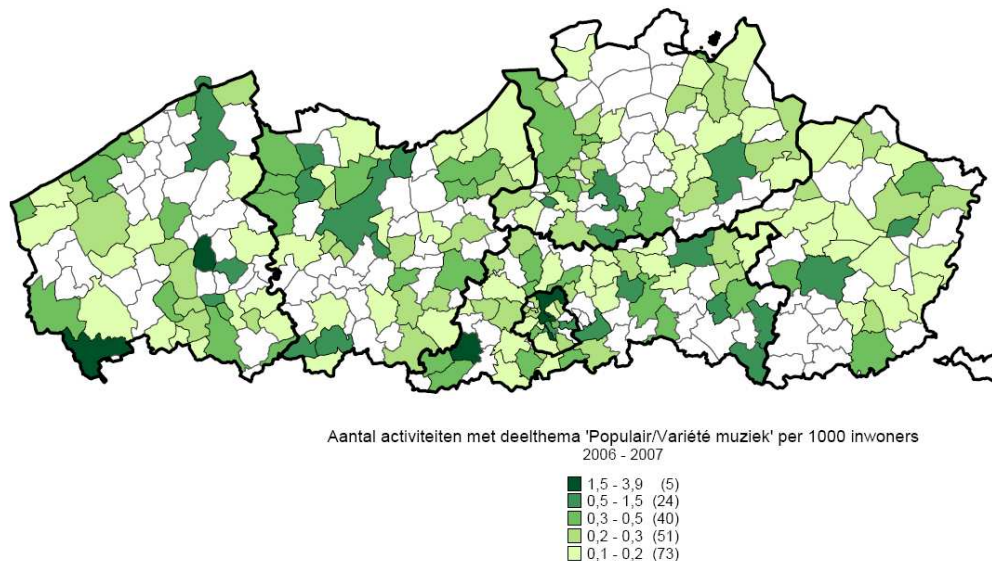 Aantal activiteiten met deelthema 'Populair/Variété muziek' per 1000 inwoners
2006 - 2007
1,5 - 3,9 (5)
0,5 - 1,5 (24)
0,3 - 0,5 (40)
0,2 - 0,3 (51)
0,1 - 0,2 (73)